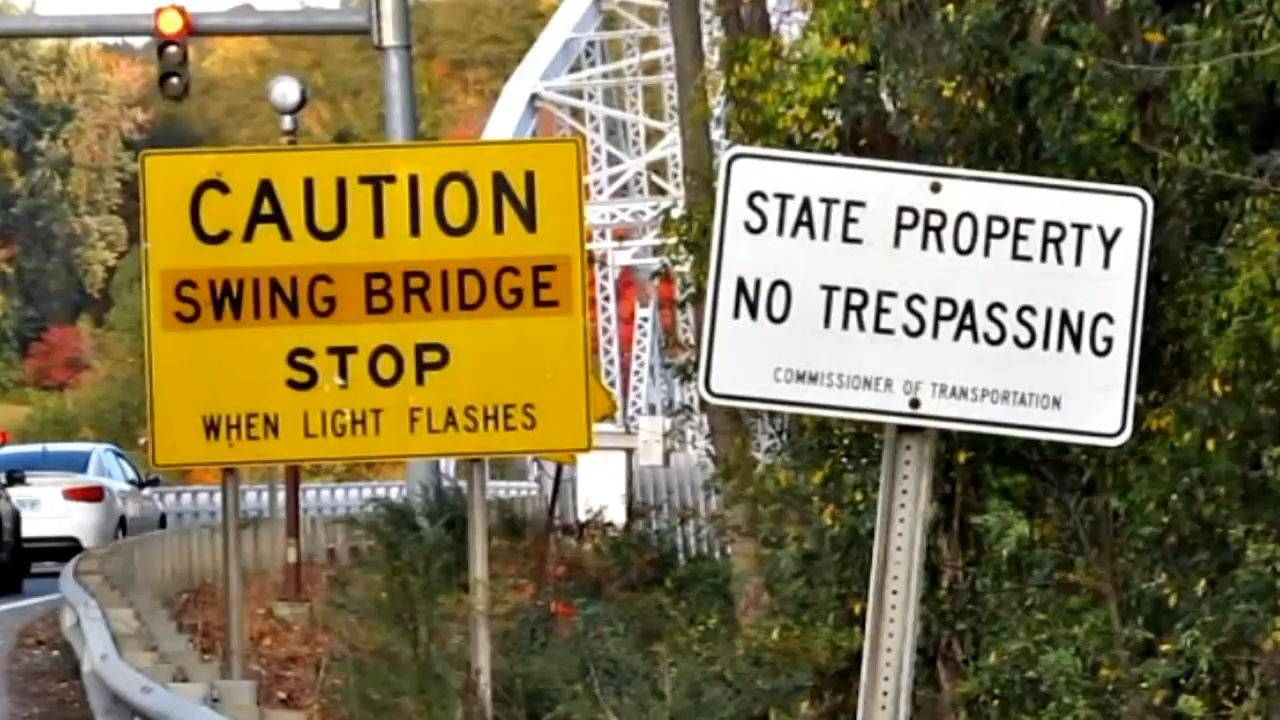 CAUTION
SWING BRIDGE
STOP
WHEN LIGHT FLASHES
STATE PROPERTY
NO TRESPASSING
COMMISSIONER OF TRANSPORTATION